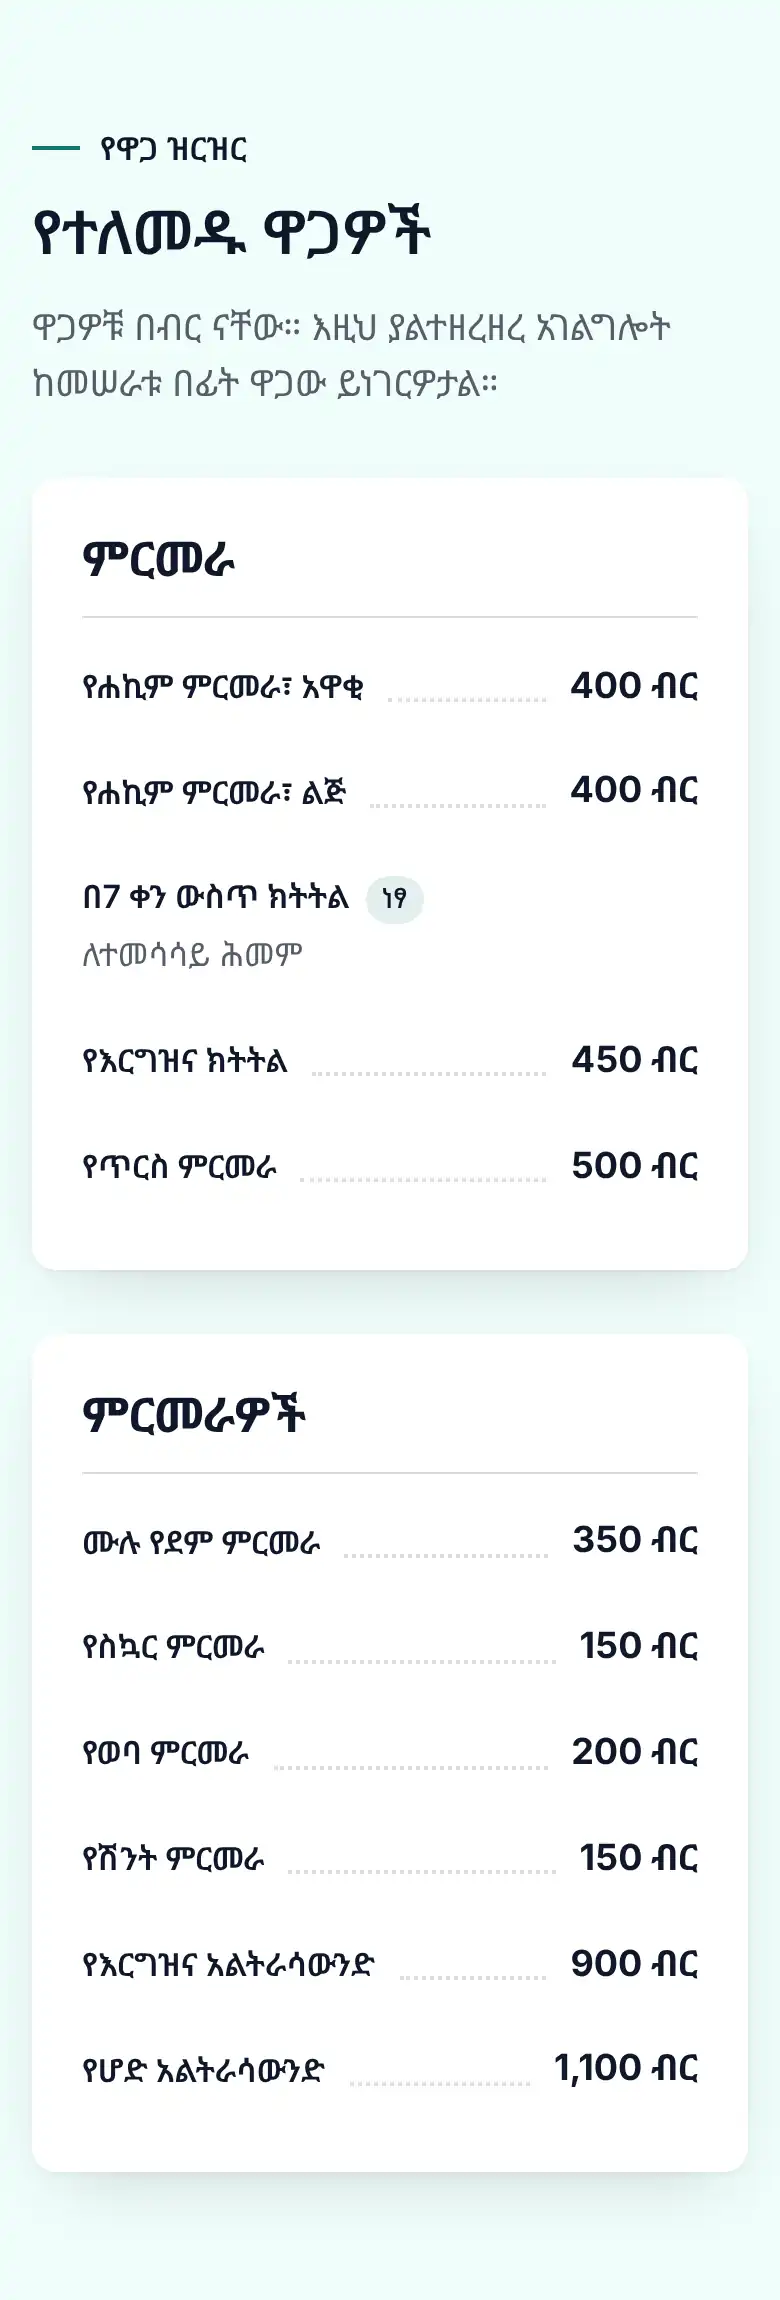 የዋጋ ዝርዝር
የተለመዱ ዋጋዎች
ዋጋዎቹ በብር ናቸው። እዚህ ያልተዘረዘረ አገልግሎት
ከመሠራቱ በፊት ዋጋው ይነገርዎታል።
ምርመራ
የሐኪም ምርመራ፣ አዋቂ 400 ብር
የሐኪም ምርመራ፣ ልጅ 400 ብር
በ7 ቀን ውስጥ ክትትል ነፃ
ለተመሳሳይ ሕመም
የእርግዝና ክትትል 450 ብር
የጥርስ ምርመራ 500 ብር
ምርመራዎች
ሙሉ የደም ምርመራ 350 ብር
የስኳር ምርመራ 150 ብር
የወባ ምርመራ 200 ብር
የሽንት ምርመራ 150 ብር
የእርግዝና አልትራሳውንድ 900 ብር
የሆድ አልትራሳውንድ 1,100 ብር